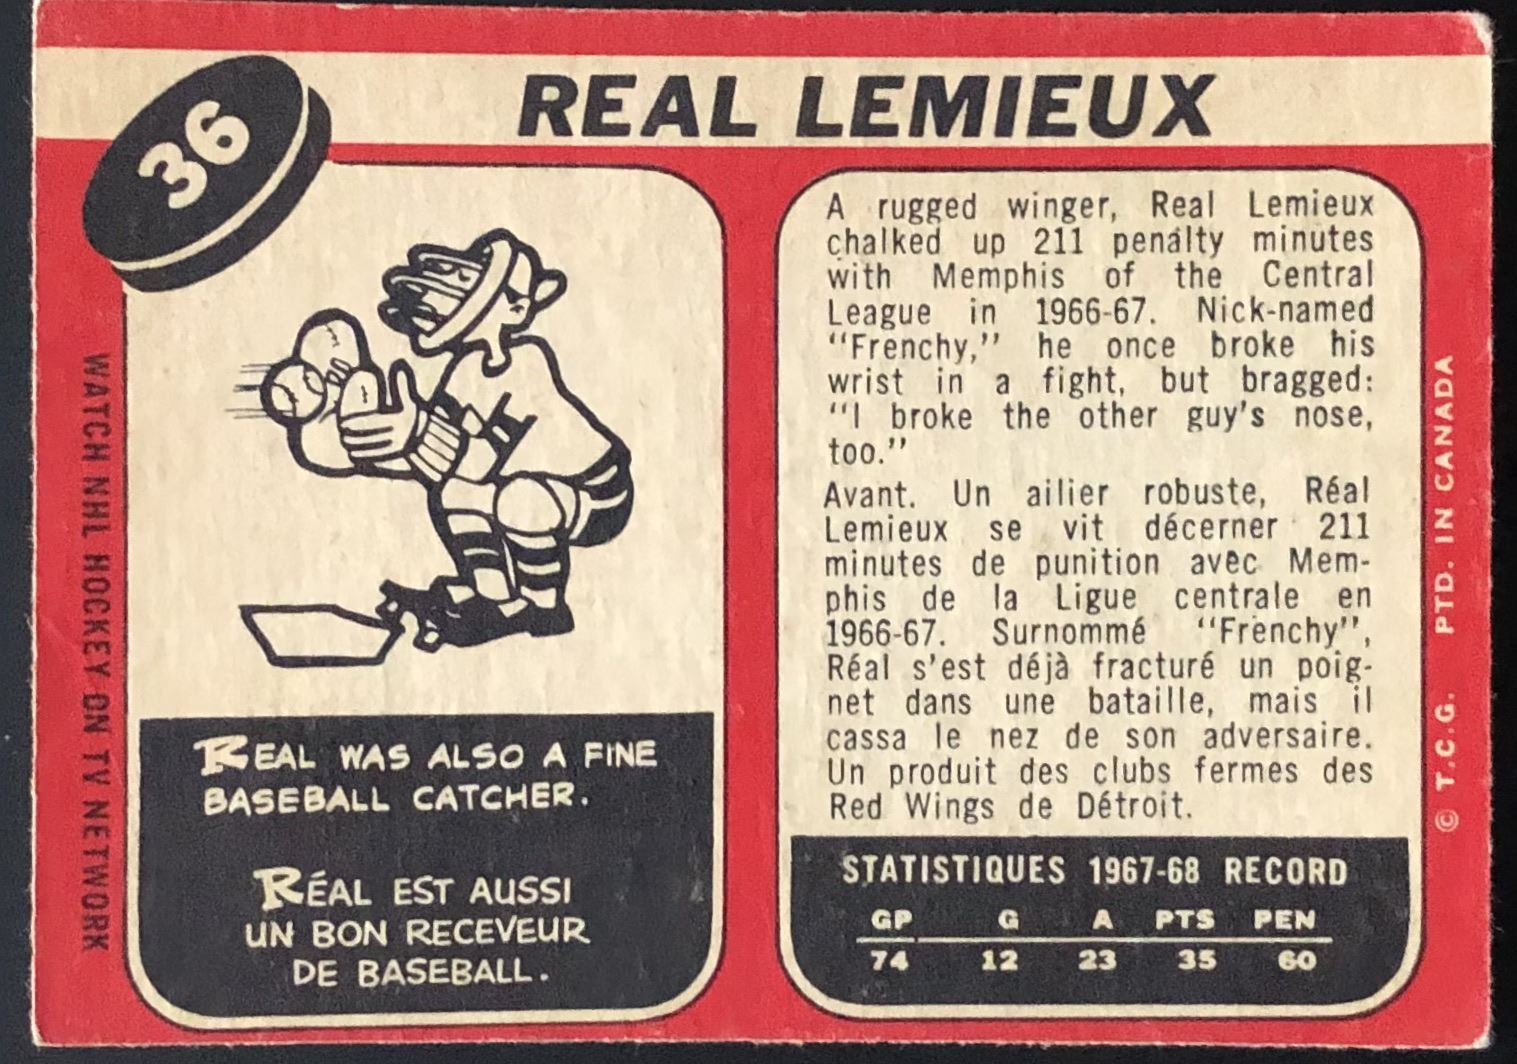 36
REAL LEMIEUX
WATCH NHL HOCKEY ON TV NETWORK
REAL WAS ALSO A FINE
BASEBALL CATCHER.
RÉAL EST AUSSI
UN BON RECEVEUR
DE BASEBALL.
A rugged winger, Real Lemieux
chalked up 211 penalty minutes
with Memphis of the Central
League in 1966-67. Nick-named
"Frenchy," he once broke his
wrist in a fight, but bragged:
"I broke the other guy's nose,
too."
Avant. Un ailier robuste, Réal
Lemieux se vit décerner 211
minutes de punition avec Mem-
phis de la Ligue centrale en
1966-67. Surnommé "Frenchy",
Réal s'est déjà fracturé un poig-
net dans une bataille, mais il
cassa le nez de son adversaire.
Un produit des clubs fermes des
Red Wings de Détroit.
STATISTIQUES 1967-68 RECORD
GP G A PTS PEN
74 12 23 35 60
© T.C.G. PTD. IN CANADA